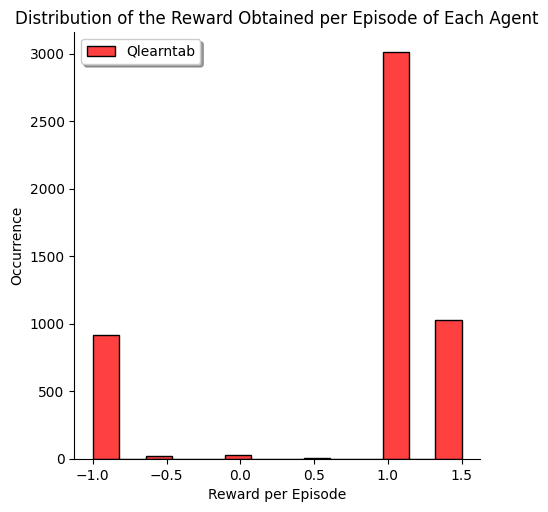 Distribution of the Reward Obtained per Episode of Each Agent
Qlearntab
3000
2500
2000
1500
1000
500
0
Occurrence
−1.0 −0.5 0.0 0.5 1.0 1.5
Reward per Episode